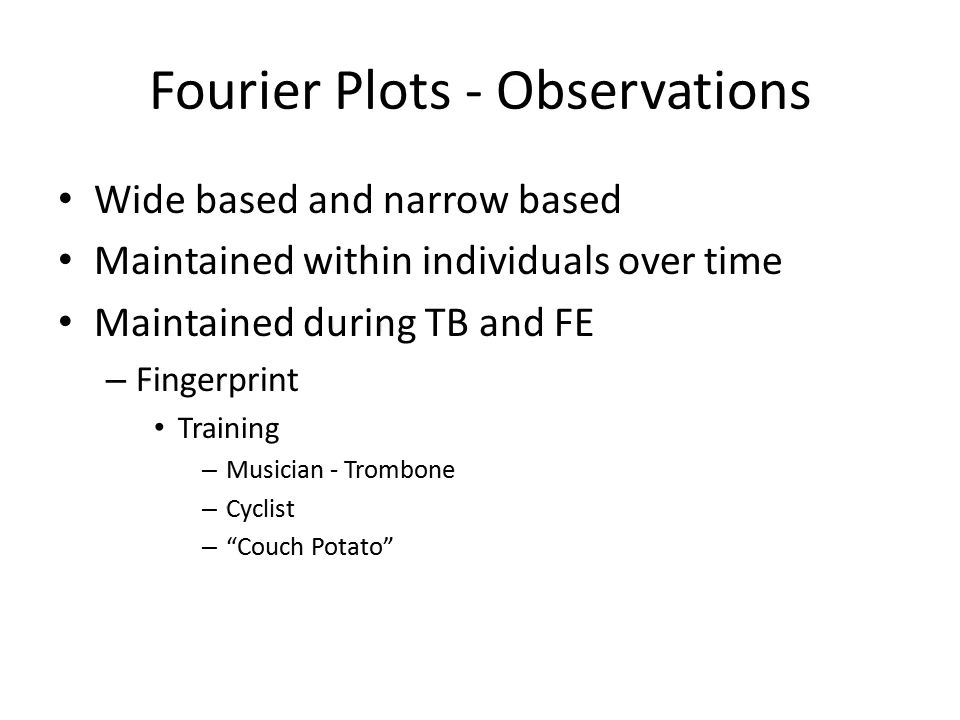 Fourier Plots - Observations
• Wide based and narrow based
• Maintained within individuals over time
• Maintained during TB and FE
– Fingerprint
• Training
– Musician - Trombone
– Cyclist
– “Couch Potato”